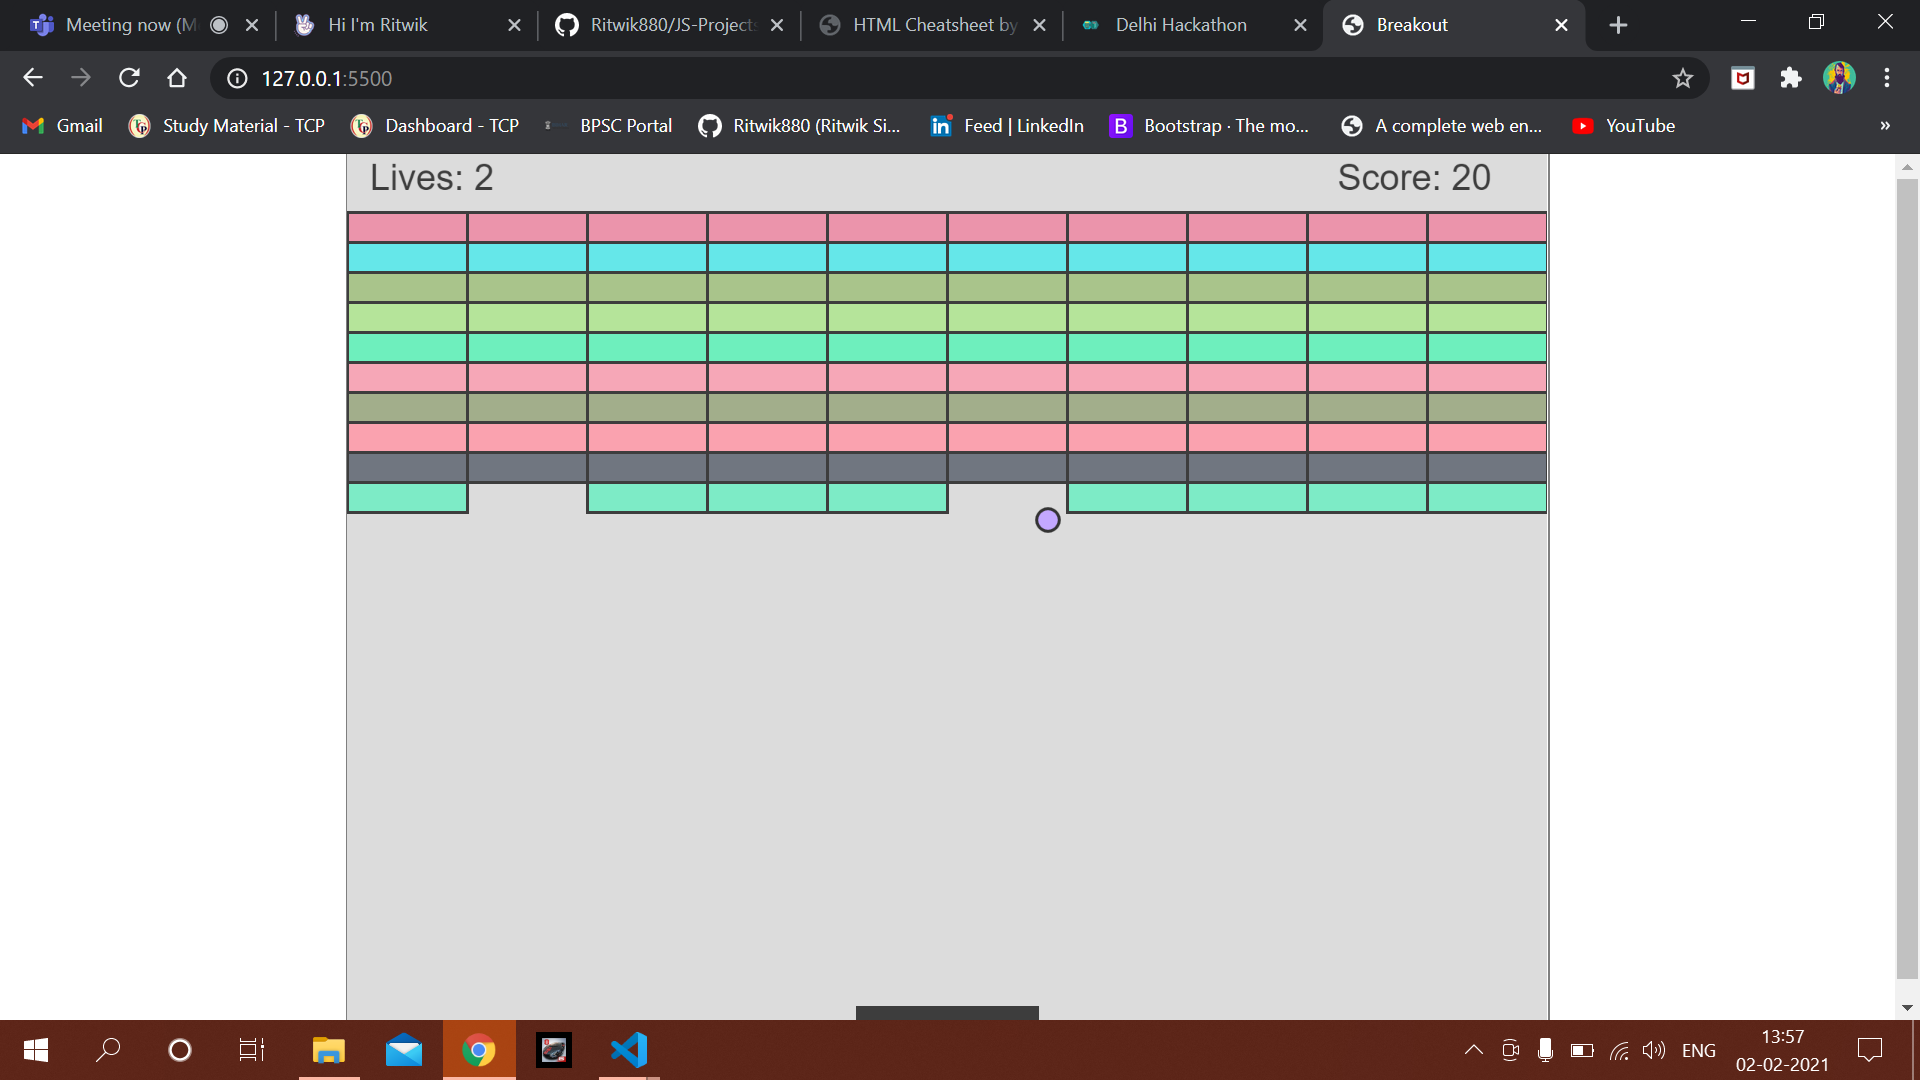 Meeting now (M
Hi I'm Ritwik
Ritwik880/JS-Projects
HTML Cheatsheet by
Delhi Hackathon
Breakout
127.0.0.1:5500
Gmail
Study Material - TCP
Dashboard - TCP
BPSC Portal
Ritwik880 (Ritwik Si...
Feed | LinkedIn
B
Bootstrap · The mo...
A complete web en...
YouTube
»
Lives: 2
Score: 20
ENG
13:57
02-02-2021